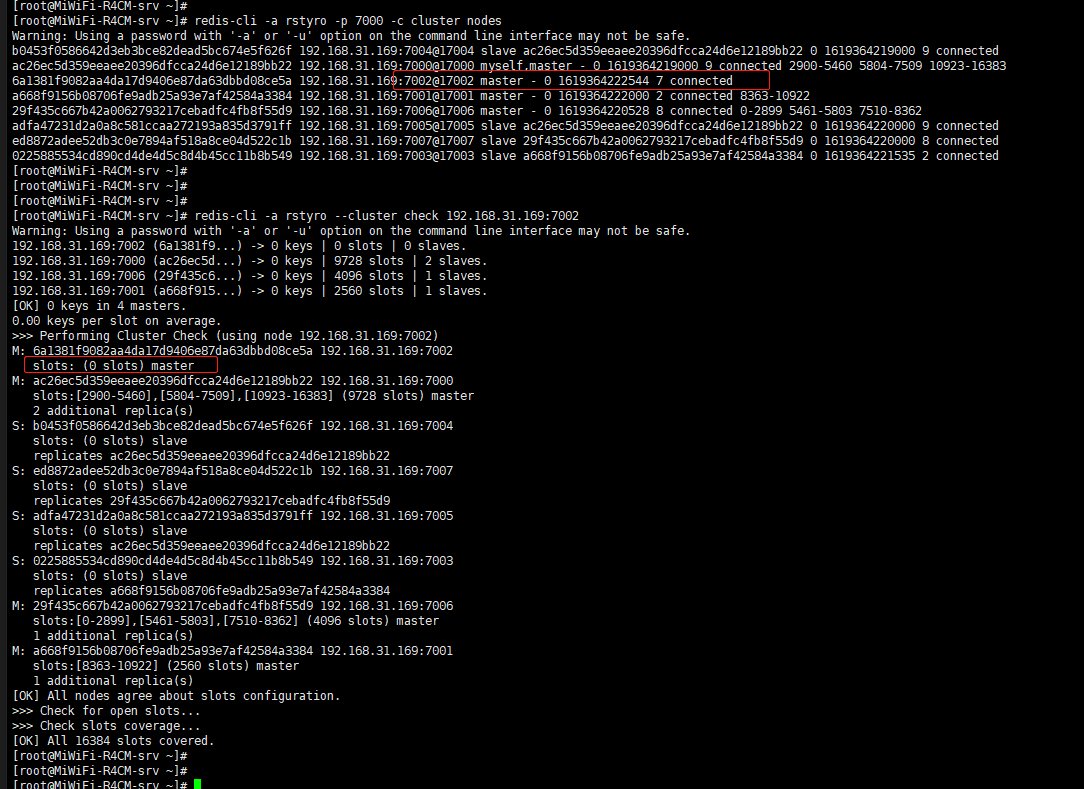 [root@MiWiFi-R4CM-srv ~]#
[root@MiWiFi-R4CM-srv ~]# redis-cli -a rstyro -p 7000 -c cluster nodes
Warning: Using a password with '-a' or '-u' option on the command line interface may not be safe.
b0453f0586642d3eb3bce82dead5bc674e5f626f 192.168.31.169:7004@17004 slave ac26ec5d359eeaee20396dfcca24d6e12189bb22 0 1619364219000 9 connected
ac26ec5d359eeaee20396dfcca24d6e12189bb22 192.168.31.169:7000@17000 myself,master - 0 1619364219000 9 connected 2900-5460 5804-7509 10923-16383
6a1381f9082aa4da17d9406e87da63dbbd08ce5a 192.168.31.169:7002@17002 master - 0 1619364222544 7 connected
a668f9156b08706fe9adb25a93e7af42584a3384 192.168.31.169:7001@17001 master - 0 1619364222000 2 connected 8363-10922
29f435c667b42a0062793217cebadfc4fb8f55d9 192.168.31.169:7006@17006 master - 0 1619364220528 8 connected 0-2899 5461-5803 7510-8362
adfa47231d2a0a8c581ccaa272193a835d3791ff 192.168.31.169:7005@17005 slave ac26ec5d359eeaee20396dfcca24d6e12189bb22 0 1619364220000 9 connected
ed8872adee52db3c0e7894af518a8ce04d522c1b 192.168.31.169:7007@17007 slave 29f435c667b42a0062793217cebadfc4fb8f55d9 0 1619364220000 8 connected
0225885534cd890cd4de4d5c8d4b45cc11b8b549 192.168.31.169:7003@17003 slave a668f9156b08706fe9adb25a93e7af42584a3384 0 1619364221535 2 connected
[root@MiWiFi-R4CM-srv ~]#
[root@MiWiFi-R4CM-srv ~]#
[root@MiWiFi-R4CM-srv ~]#
[root@MiWiFi-R4CM-srv ~]# redis-cli -a rstyro --cluster check 192.168.31.169:7002
Warning: Using a password with '-a' or '-u' option on the command line interface may not be safe.
192.168.31.169:7002 (6a1381f9...) -> 0 keys | 0 slots | 0 slaves.
192.168.31.169:7000 (ac26ec5d...) -> 0 keys | 9728 slots | 2 slaves.
192.168.31.169:7006 (29f435c6...) -> 0 keys | 4096 slots | 1 slaves.
192.168.31.169:7001 (a668f915...) -> 0 keys | 2560 slots | 1 slaves.
[OK] 0 keys in 4 masters.
0.00 keys per slot on average.
>>> Performing Cluster Check (using node 192.168.31.169:7002)
M: 6a1381f9082aa4da17d9406e87da63dbbd08ce5a 192.168.31.169:7002
slots: (0 slots) master
M: ac26ec5d359eeaee20396dfcca24d6e12189bb22 192.168.31.169:7000
slots:[2900-5460],[5804-7509],[10923-16383] (9728 slots) master
2 additional replica(s)
S: b0453f0586642d3eb3bce82dead5bc674e5f626f 192.168.31.169:7004
slots: (0 slots) slave
replicates ac26ec5d359eeaee20396dfcca24d6e12189bb22
S: ed8872adee52db3c0e7894af518a8ce04d522c1b 192.168.31.169:7007
slots: (0 slots) slave
replicates 29f435c667b42a0062793217cebadfc4fb8f55d9
S: adfa47231d2a0a8c581ccaa272193a835d3791ff 192.168.31.169:7005
slots: (0 slots) slave
replicates ac26ec5d359eeaee20396dfcca24d6e12189bb22
S: 0225885534cd890cd4de4d5c8d4b45cc11b8b549 192.168.31.169:7003
slots: (0 slots) slave
replicates a668f9156b08706fe9adb25a93e7af42584a3384
M: 29f435c667b42a0062793217cebadfc4fb8f55d9 192.168.31.169:7006
slots:[0-2899],[5461-5803],[7510-8362] (4096 slots) master
1 additional replica(s)
M: a668f9156b08706fe9adb25a93e7af42584a3384 192.168.31.169:7001
slots:[8363-10922] (2560 slots) master
1 additional replica(s)
[OK] All nodes agree about slots configuration.
>>> Check for open slots...
>>> Check slots coverage...
[OK] All 16384 slots covered.
[root@MiWiFi-R4CM-srv ~]#
[root@MiWiFi-R4CM-srv ~]#
[root@MiWiFi-R4CM-srv ~]#